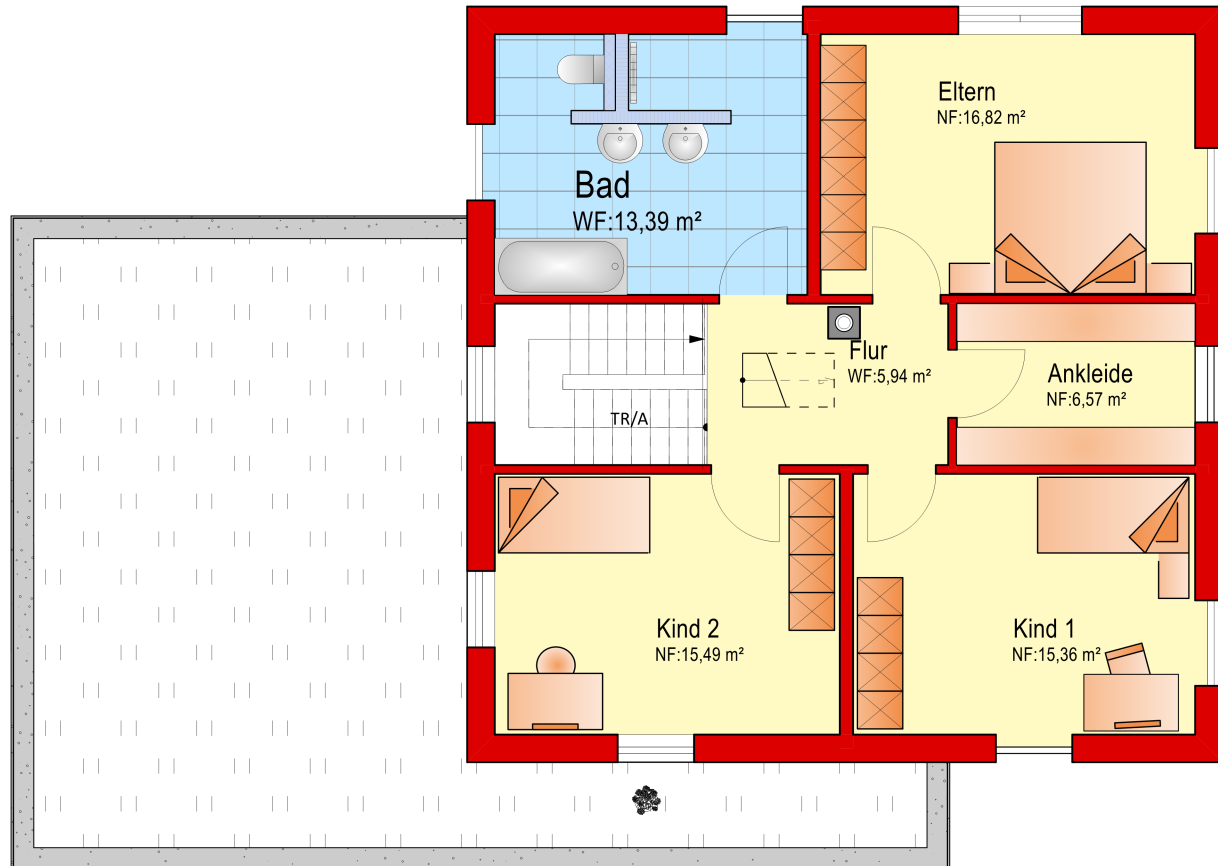 Eltern
NF:16,82 m²
Bad
WF:13,39 m²
Flur
WF:5,94 m²
Ankleide
NF:6,57 m²
TR/A
Kind 2
NF:15,49 m²
Kind 1
NF:15,36 m²